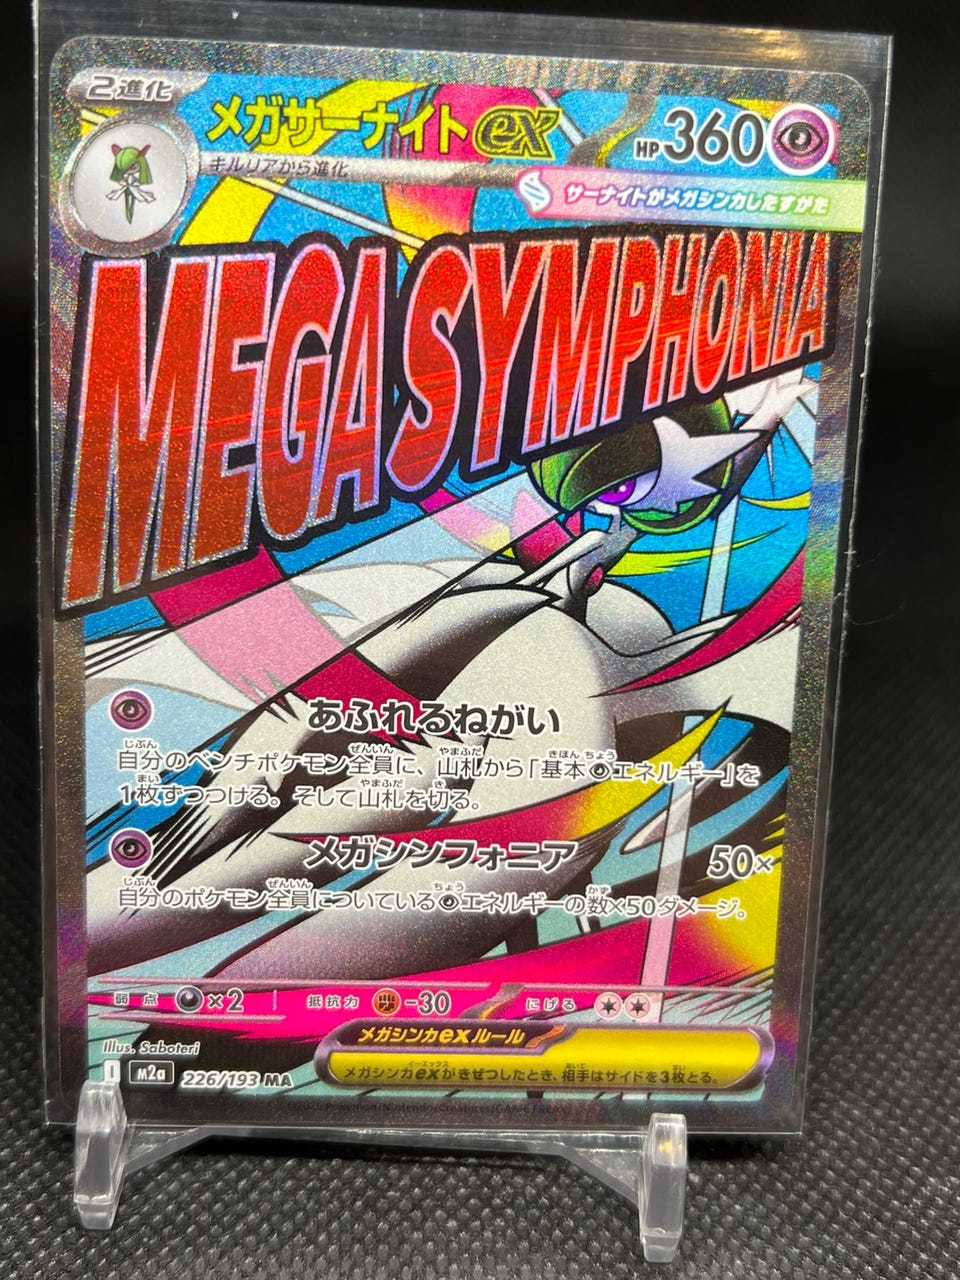 2進化
メガサーナイトex
HP 360
キルリアから進化
サーナイトがメガシンカしたすがた
MEGA SYMPHONIA
あふれるねがい
自分のベンチポケモン全員に、山札から「基本エネルギー」を
1枚ずつつける。そして山札を切る。
メガシンフォニア 50×
自分のポケモン全員についているエネルギーの数×50ダメージ。
弱点 ×2 抵抗力 -30 にげる
メガシンカexルール
メガシンカexがきぜつしたとき、相手はサイドを3枚とる。
Illus. Saboteri
I M2a 226/193 MA
Pokémon/Nintendo/Creatures/GAME FREAK